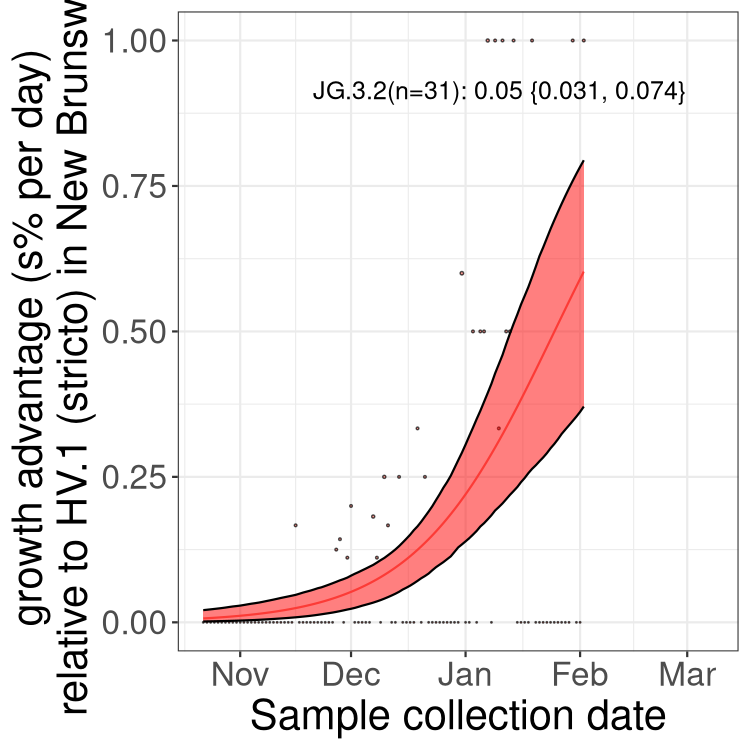 growth advantage (s% per day)
relative to HV.1 (stricto) in New Brunsw
1.00
0.75
0.50
0.25
0.00
JG.3.2(n=31): 0.05 {0.031, 0.074}
Nov Dec Jan Feb Mar
Sample collection date